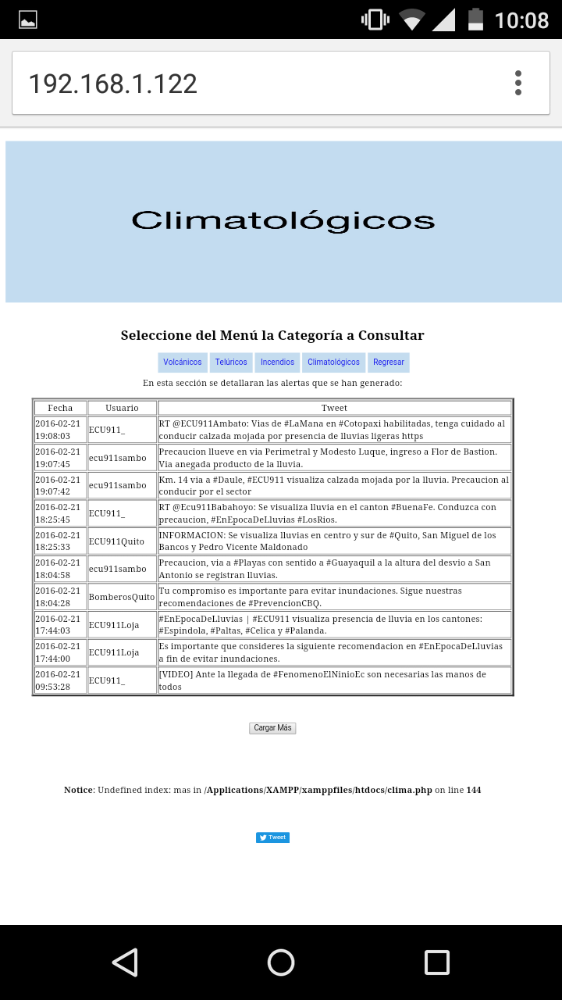 10:08
192.168.1.122
Climatológicos
Seleccione del Menú la Categoría a Consultar
Volcánicos Telúricos Incendios Climatológicos Regresar
En esta sección se detallaran las alertas que se han generado:
Fecha Usuario Tweet
2016-02-21 19:08:03 ECU911_ RT @ECU911Ambato: Vias de #LaMana en #Cotopaxi habilitadas, tenga cuidado al
conducir calzada mojada por presencia de lluvias ligeras https
2016-02-21 19:07:45 ecu911sambo Precaucion llueve en via Perimetral y Modesto Luque, ingreso a Flor de Bastion.
Via anegada producto de la lluvia.
2016-02-21 19:07:42 ecu911sambo Km. 14 via a #Daule, #ECU911 visualiza calzada mojada por la lluvia. Precaucion al
conducir por el sector
2016-02-21 18:25:45 ECU911_ RT @Ecu911Babahoyo: Se visualiza lluvia en el canton #BuenaFe. Conduzca con
precaucion, #EnEpocaDeLluvias #LosRios.
2016-02-21 18:25:33 ECU911Quito INFORMACION: Se visualiza lluvias en centro y sur de #Quito, San Miguel de los
Bancos y Pedro Vicente Maldonado
2016-02-21 18:04:58 ecu911sambo Precaucion, via a #Playas con sentido a #Guayaquil a la altura del desvio a San
Antonio se registran lluvias.
2016-02-21 18:04:28 BomberosQuito Tu compromiso es importante para evitar inundaciones. Sigue nuestras
recomendaciones de #PrevencionCBQ.
2016-02-21 17:44:03 ECU911Loja #EnEpocaDeLluvias | #ECU911 visualiza presencia de lluvia en los cantones:
#Espindola, #Paltas, #Celica y #Palanda.
2016-02-21 17:44:00 ECU911Loja Es importante que consideres la siguiente recomendacion en #EnEpocaDeLluvias
a fin de evitar inundaciones.
2016-02-21 09:53:28 ECU911_ [VIDEO] Ante la llegada de #FenomenoElNinioEc son necesarias las manos de
todos
Cargar Más
Notice: Undefined index: mas in /Applications/XAMPP/xamppfiles/htdocs/clima.php on line 144
Tweet